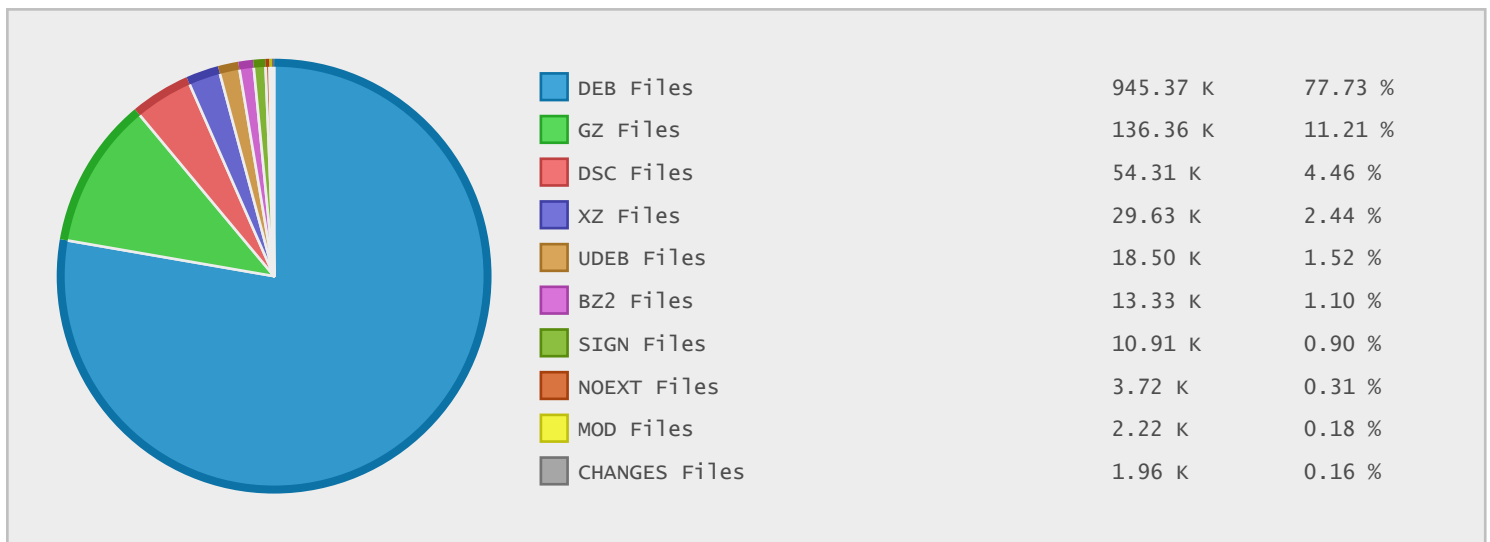 DEB Files 945.37 K 77.73 %
GZ Files 136.36 K 11.21 %
DSC Files 54.31 K 4.46 %
XZ Files 29.63 K 2.44 %
UDEB Files 18.50 K 1.52 %
BZ2 Files 13.33 K 1.10 %
SIGN Files 10.91 K 0.90 %
NOEXT Files 3.72 K 0.31 %
MOD Files 2.22 K 0.18 %
CHANGES Files 1.96 K 0.16 %